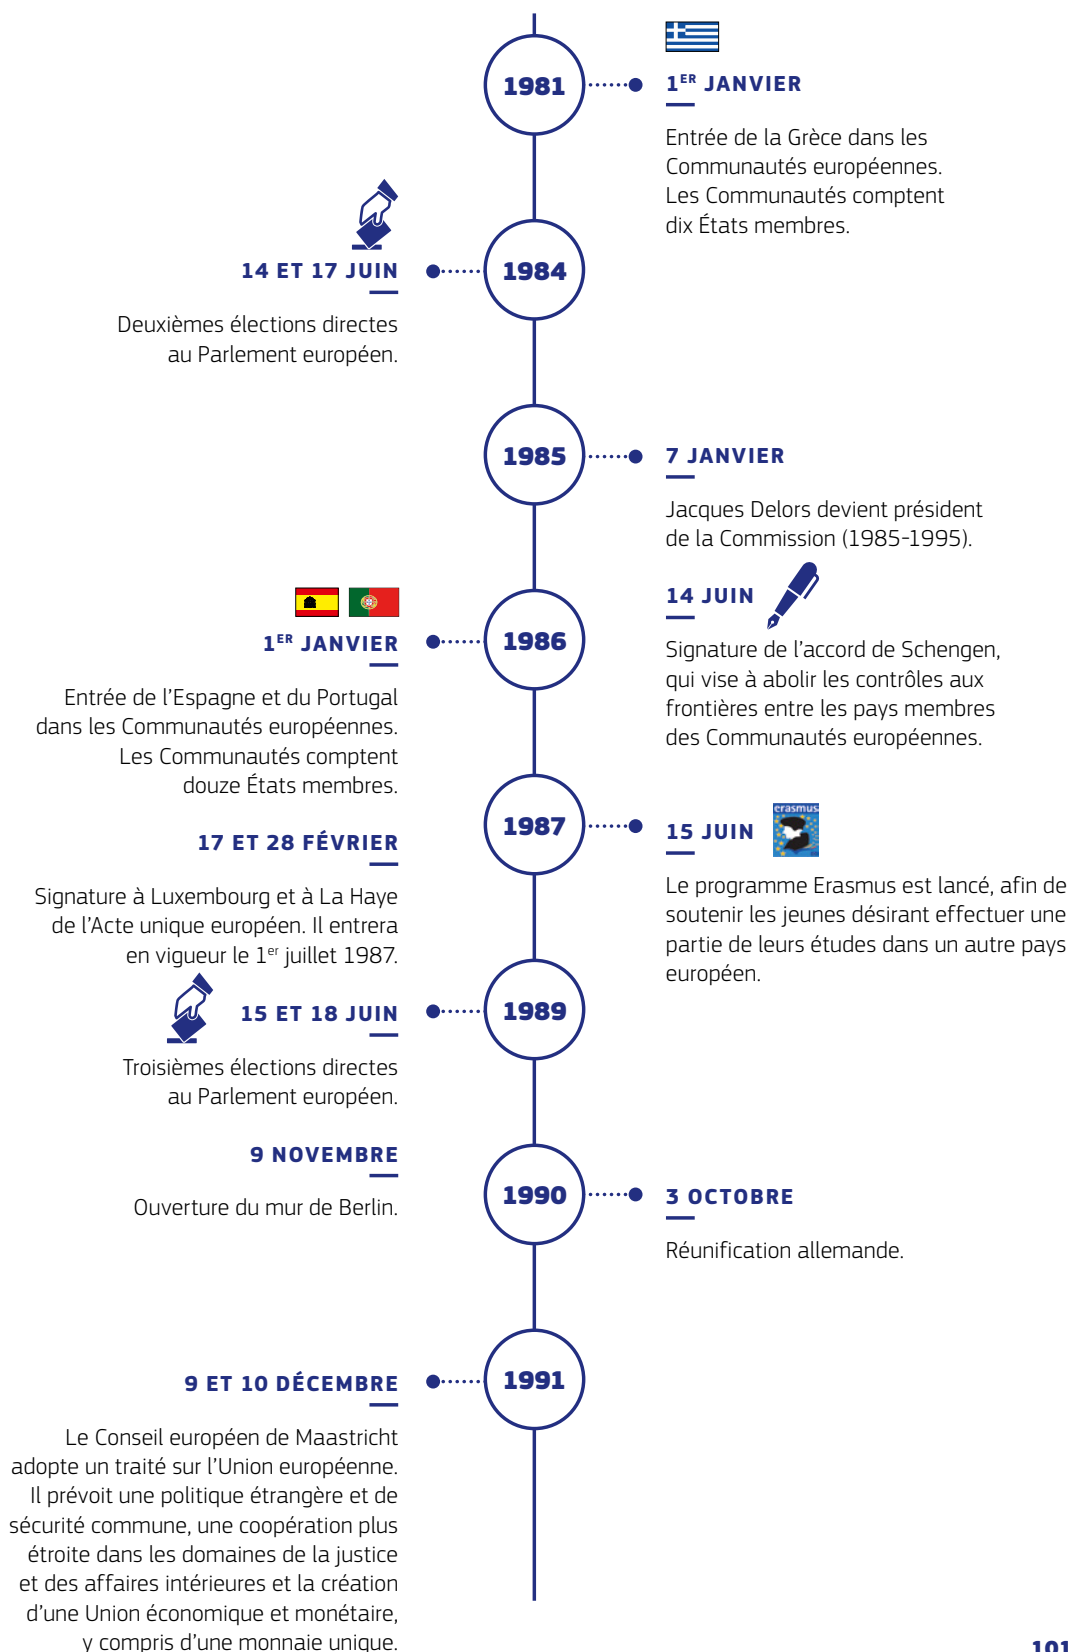 1981
1ER JANVIER
Entrée de la Grèce dans les
Communautés européennes.
Les Communautés comptent
dix États membres.
1984
14 ET 17 JUIN
Deuxièmes élections directes
au Parlement européen.
1985
7 JANVIER
Jacques Delors devient président
de la Commission (1985-1995).
14 JUIN
Signature de l’accord de Schengen,
qui vise à abolir les contrôles aux
frontières entre les pays membres
des Communautés européennes.
1986
1ER JANVIER
Entrée de l’Espagne et du Portugal
dans les Communautés européennes.
Les Communautés comptent
douze États membres.
17 ET 28 FÉVRIER
Signature à Luxembourg et à La Haye
de l’Acte unique européen. Il entrera
en vigueur le 1er juillet 1987.
1987
15 JUIN
erasmus
Le programme Erasmus est lancé, afin de
soutenir les jeunes désirant effectuer une
partie de leurs études dans un autre pays
européen.
1989
15 ET 18 JUIN
Troisièmes élections directes
au Parlement européen.
9 NOVEMBRE
Ouverture du mur de Berlin.
1990
3 OCTOBRE
Réunification allemande.
1991
9 ET 10 DÉCEMBRE
Le Conseil européen de Maastricht
adopte un traité sur l’Union européenne.
Il prévoit une politique étrangère et de
sécurité commune, une coopération plus
étroite dans les domaines de la justice
et des affaires intérieures et la création
d’une Union économique et monétaire,
y compris d’une monnaie unique.
101